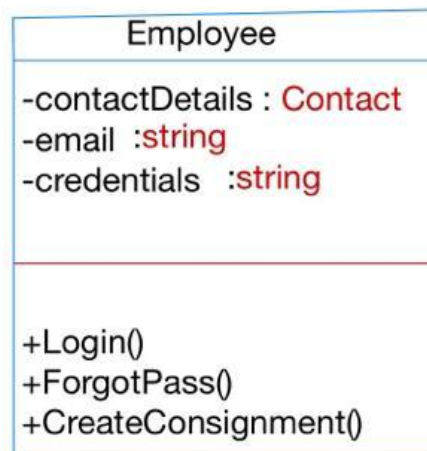 Employee
-contactDetails : Contact
-email :string
-credentials :string
+Login()
+ForgotPass()
+CreateConsignment()